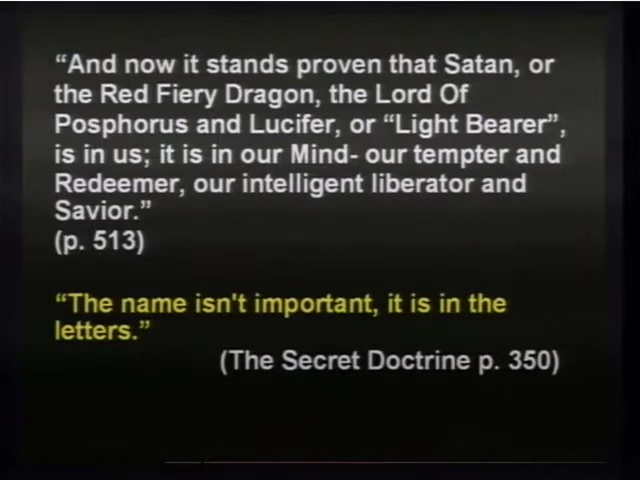 “And now it stands proven that Satan, or
the Red Fiery Dragon, the Lord Of
Posphorus and Lucifer, or “Light Bearer”,
is in us; it is in our Mind- our tempter and
Redeemer, our intelligent liberator and
Savior.”
(p. 513)
“The name isn't important, it is in the
letters.”
(The Secret Doctrine p. 350)